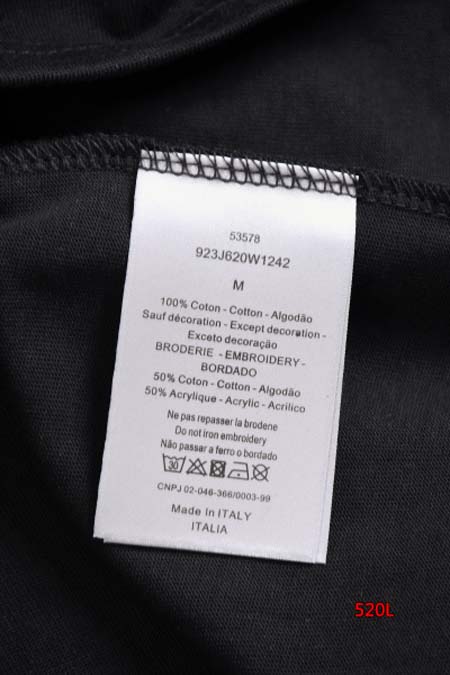 53578
923J620W1242
M
100% Coton - Cotton - Algodão
Sauf décoration - Except decoration -
Exceto decoração
BRODERIE - EMBROIDERY -
BORDADO
50% Coton - Cotton - Algodão
50% Acrylique - Acrylic - Acrilico
Ne pas repasser la brodene
Do not iron embroidery
Não passar a ferro o bordado
30
CNPJ 02-046-366/0003-99
Made In ITALY
ITALIA
520L